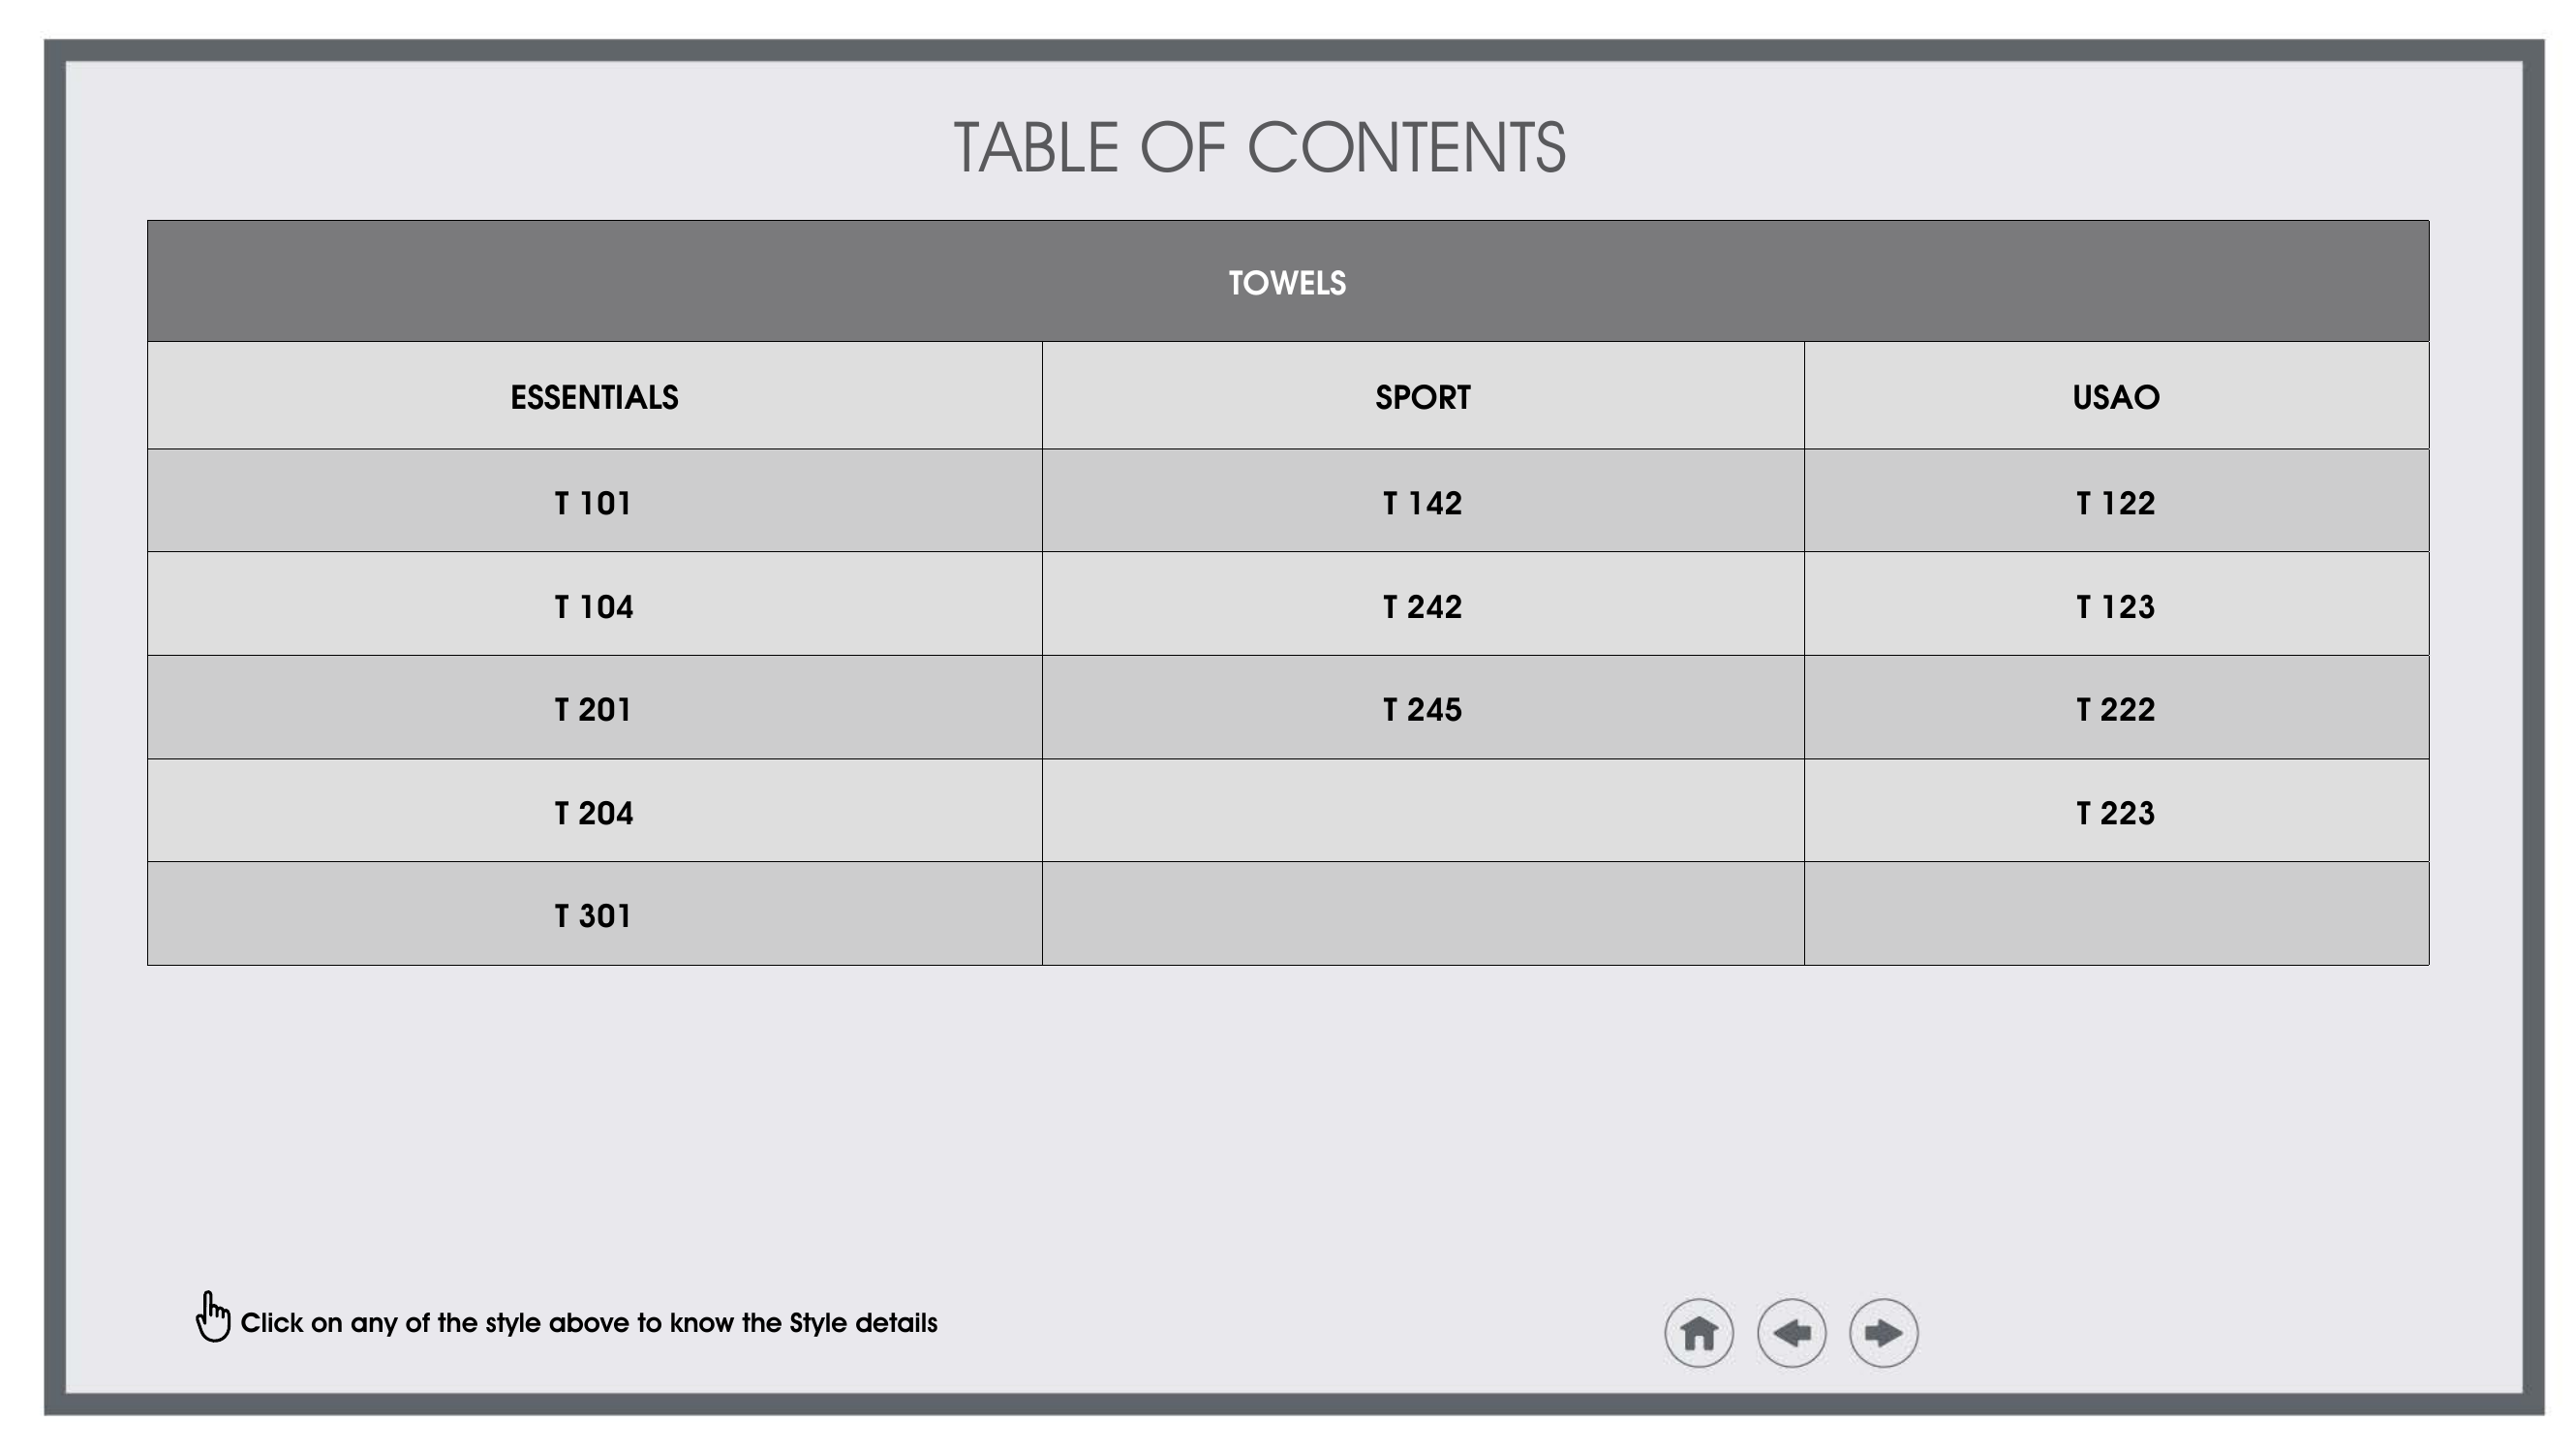 TABLE OF CONTENTS
TOWELS
ESSENTIALS SPORT USAO
T 101 T 142 T 122
T 104 T 242 T 123
T 201 T 245 T 222
T 204 T 223
T 301
Click on any of the style above to know the Style details